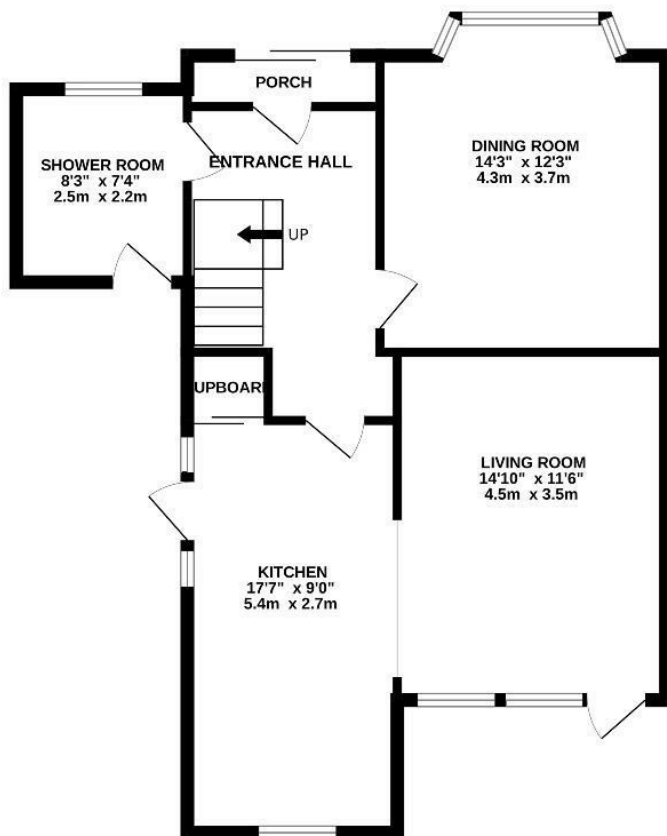 PORCH
SHOWER ROOM
8'3" x 7'4"
2.5m x 2.2m
ENTRANCE HALL
DINING ROOM
14'3" x 12'3"
4.3m x 3.7m
UP
UPBOAR
LIVING ROOM
14'10" x 11'6"
4.5m x 3.5m
KITCHEN
17'7" x 9'0"
5.4m x 2.7m